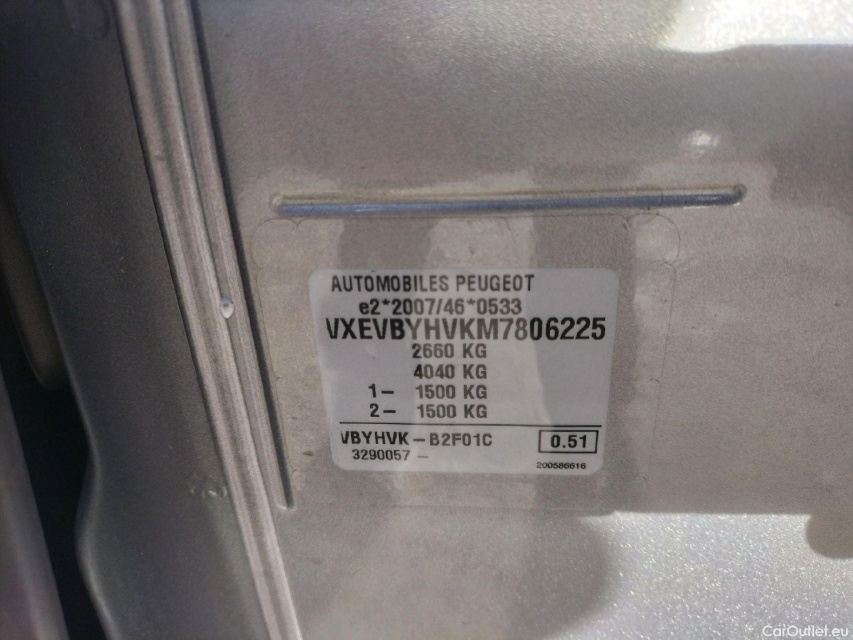 AUTOMOBILES PEUGEOT
e2*2007/46*0533
VXEVBYHVKM7806225
2660 KG
4040 KG
1- 1500 KG
2- 1500 KG
VBYHVK - B2F01C 0.51
3290057 -
200586616
CarOutlet.eu